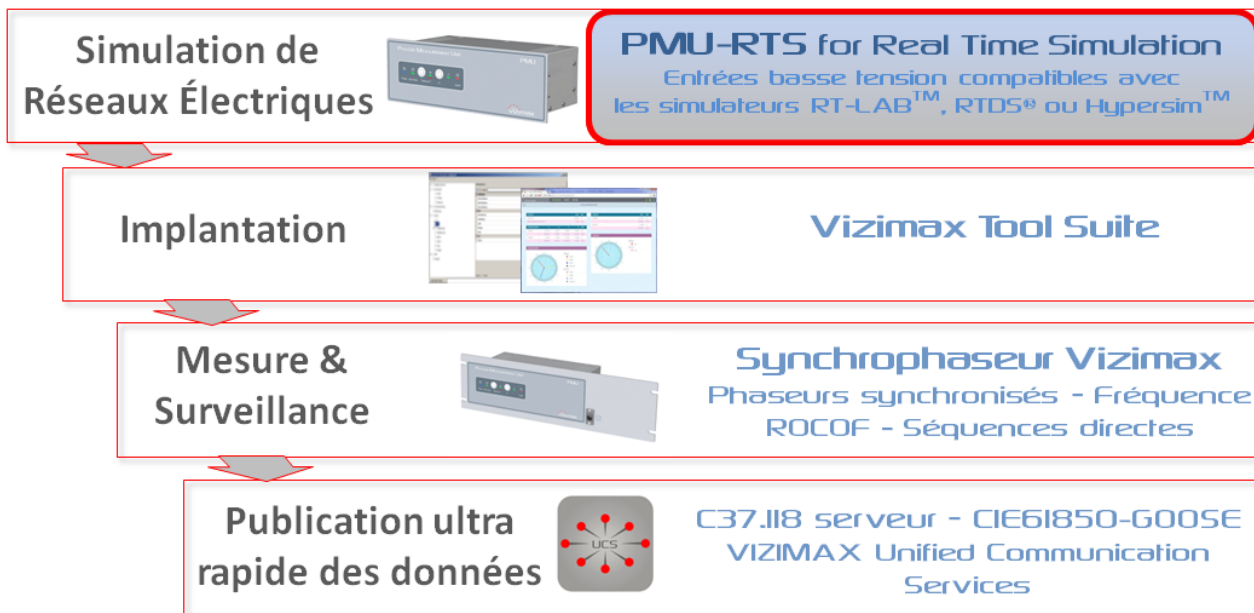 Simulation de
Réseaux Électriques
PMU
PMU-RTS for Real Time Simulation
Entrées basse tension compatibles avec
les simulateurs RT-LAB™, RTDS® ou Hypersim™
Implantation
Vizimax Tool Suite
Mesure &
Surveillance
PMU
Synchrophaseur Vizimax
Phaseurs synchronisés - Fréquence
ROCOF - Séquences directes
Publication ultra
rapide des données
UCS
C37.118 serveur - CIE61850-GOOSE
VIZIMAX Unified Communication
Services